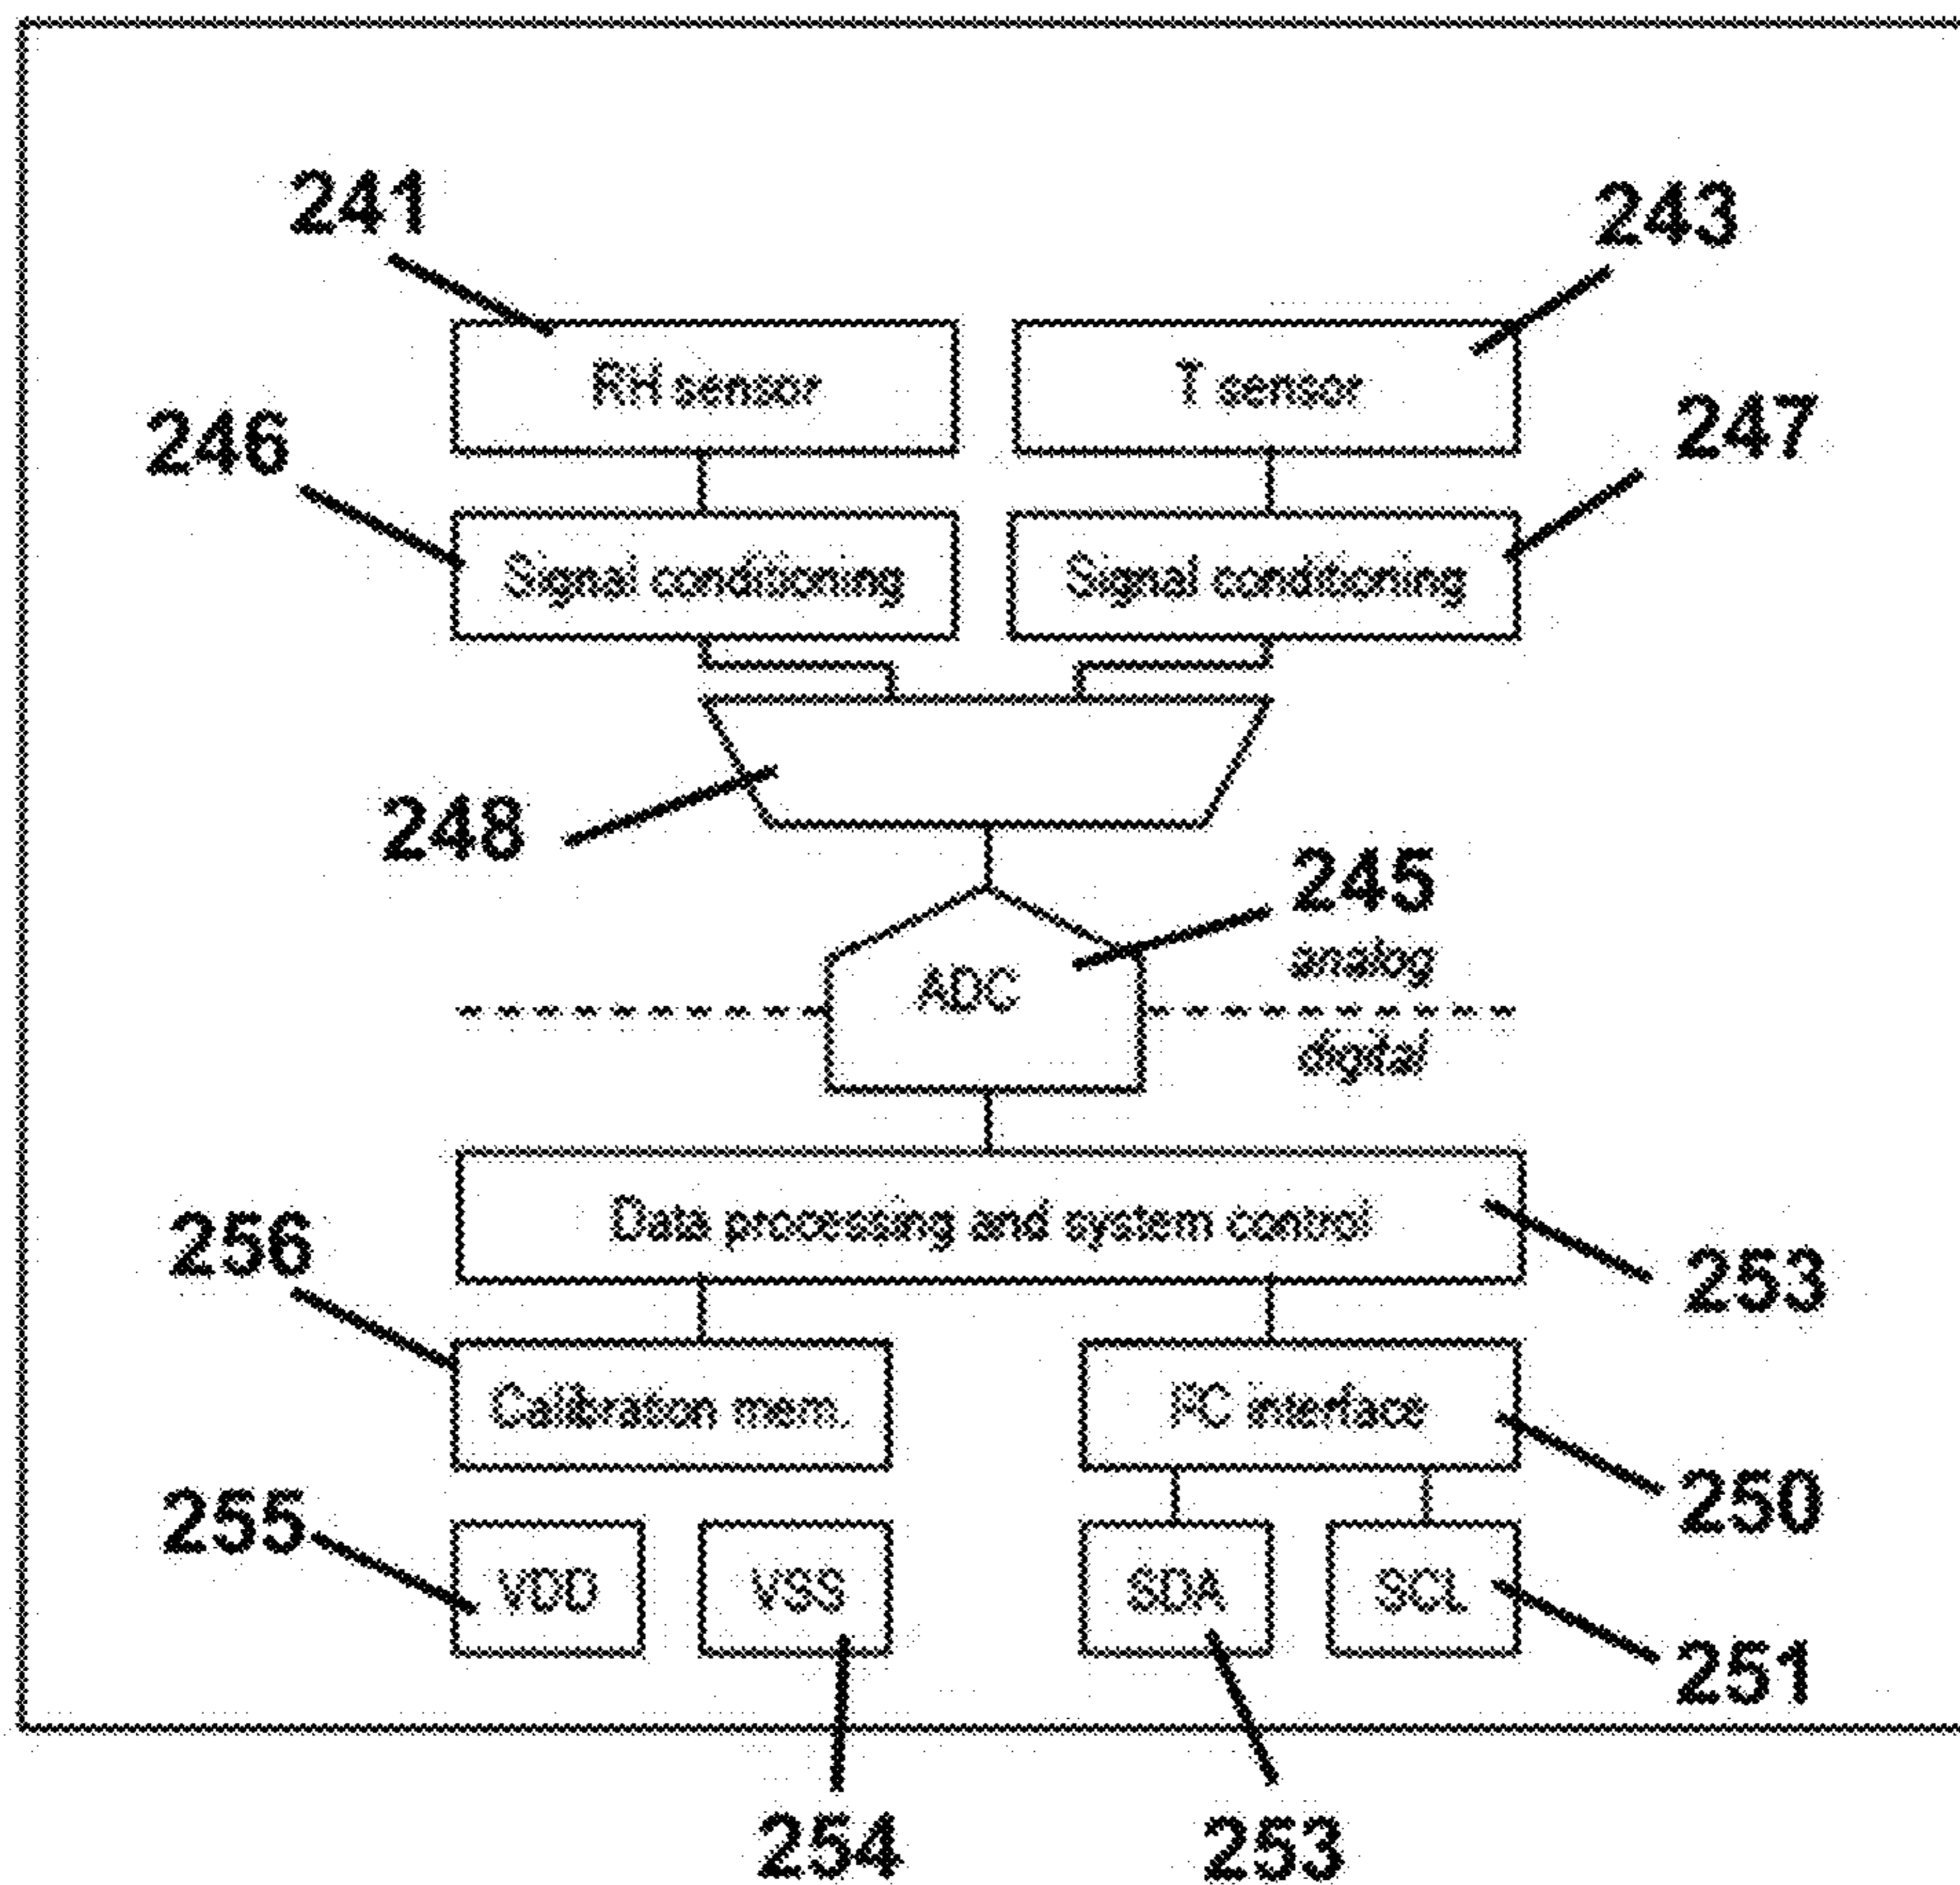 241
243
RH sensor
T sensor
246
247
Signal conditioning
Signal conditioning
248
245
analog
ADC
digital
Data processing and system control
256
253
Calibration mem.
I²C interface
250
255
VDD
VSS
SDA
SCL
251
254
253